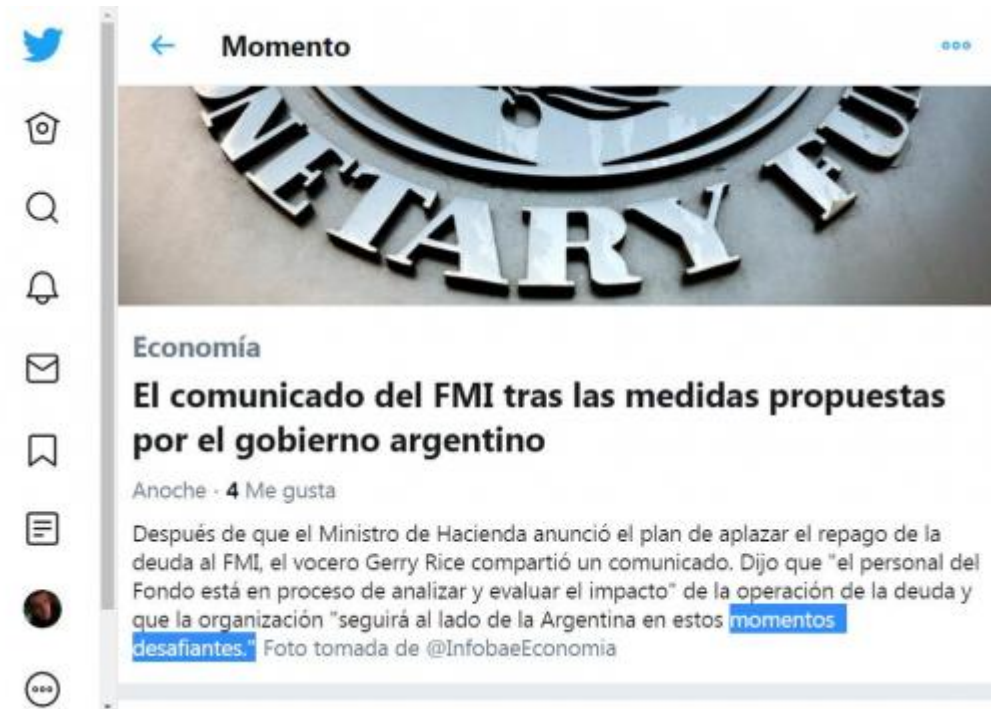 Momento
NETARY FUN
Economía
El comunicado del FMI tras las medidas propuestas
por el gobierno argentino
Anoche · 4 Me gusta
Después de que el Ministro de Hacienda anunció el plan de aplazar el repago de la
deuda al FMI, el vocero Gerry Rice compartió un comunicado. Dijo que "el personal del
Fondo está en proceso de analizar y evaluar el impacto" de la operación de la deuda y
que la organización "seguirá al lado de la Argentina en estos momentos
desafiantes." Foto tomada de @InfobaeEconomia